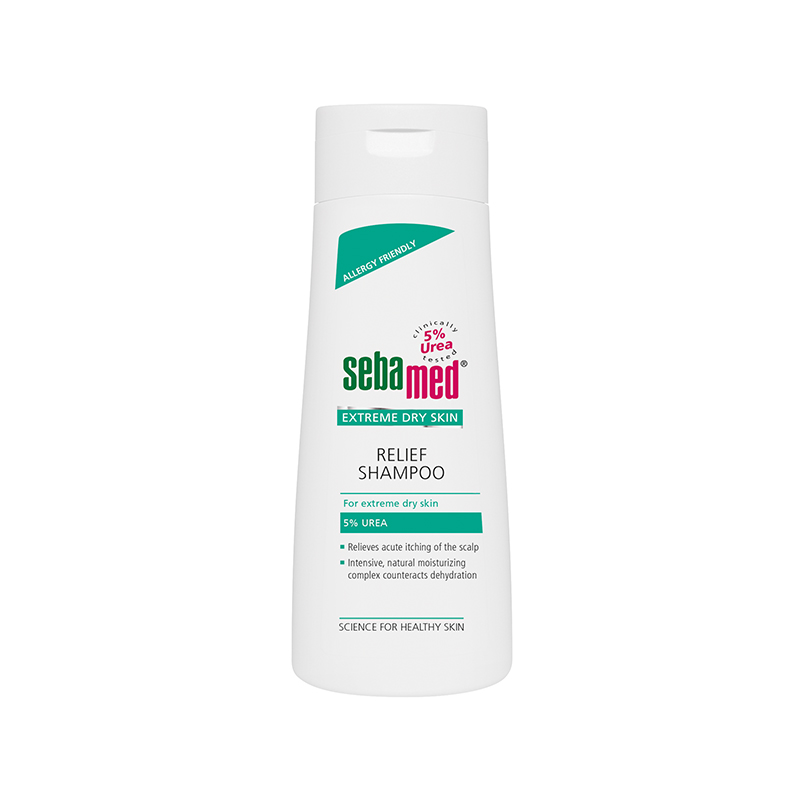 ALLERGY FRIENDLY
clinically
5%
Urea
tested
sebamed®
EXTREME DRY SKIN
RELIEF
SHAMPOO
For extreme dry skin
5% UREA
▪ Relieves acute itching of the scalp
▪ Intensive, natural moisturizing
complex counteracts dehydration
SCIENCE FOR HEALTHY SKIN